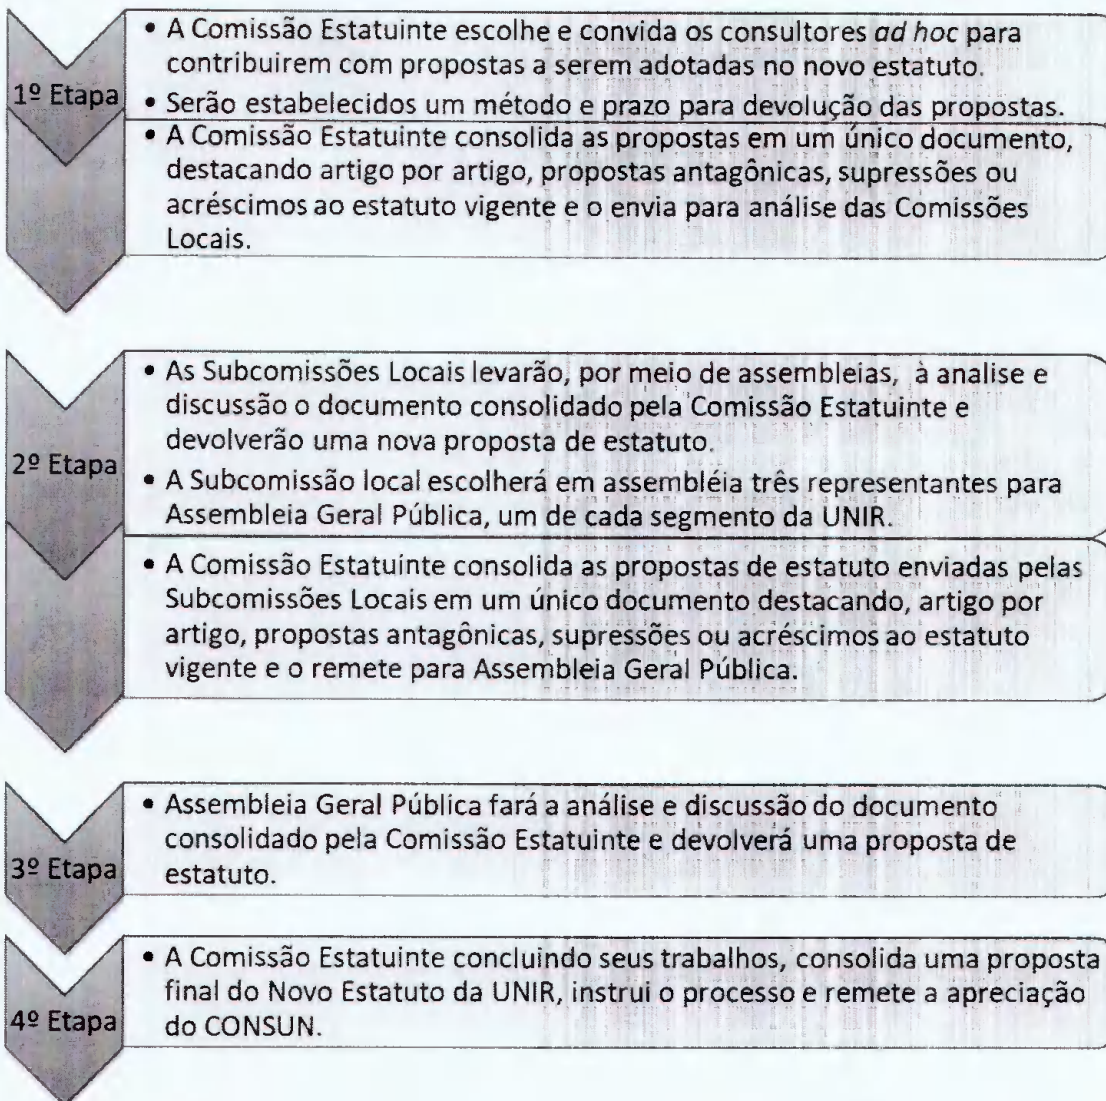 1º Etapa
• A Comissão Estatuinte escolhe e convida os consultores ad hoc para
contribuirem com propostas a serem adotadas no novo estatuto.
• Serão estabelecidos um método e prazo para devolução das propostas.
• A Comissão Estatuinte consolida as propostas em um único documento,
destacando artigo por artigo, propostas antagônicas, supressões ou
acréscimos ao estatuto vigente e o envia para análise das Comissões
Locais.
2º Etapa
• As Subcomissões Locais levarão, por meio de assembleias, à analise e
discussão o documento consolidado pela Comissão Estatuinte e
devolverão uma nova proposta de estatuto.
• A Subcomissão local escolherá em assembléia três representantes para
Assembleia Geral Pública, um de cada segmento da UNIR.
• A Comissão Estatuinte consolida as propostas de estatuto enviadas pelas
Subcomissões Locais em um único documento destacando, artigo por
artigo, propostas antagônicas, supressões ou acréscimos ao estatuto
vigente e o remete para Assembleia Geral Pública.
3º Etapa
• Assembleia Geral Pública fará a análise e discussão do documento
consolidado pela Comissão Estatuinte e devolverá uma proposta de
estatuto.
4º Etapa
• A Comissão Estatuinte concluindo seus trabalhos, consolida uma proposta
final do Novo Estatuto da UNIR, instrui o processo e remete a apreciação
do CONSUN.